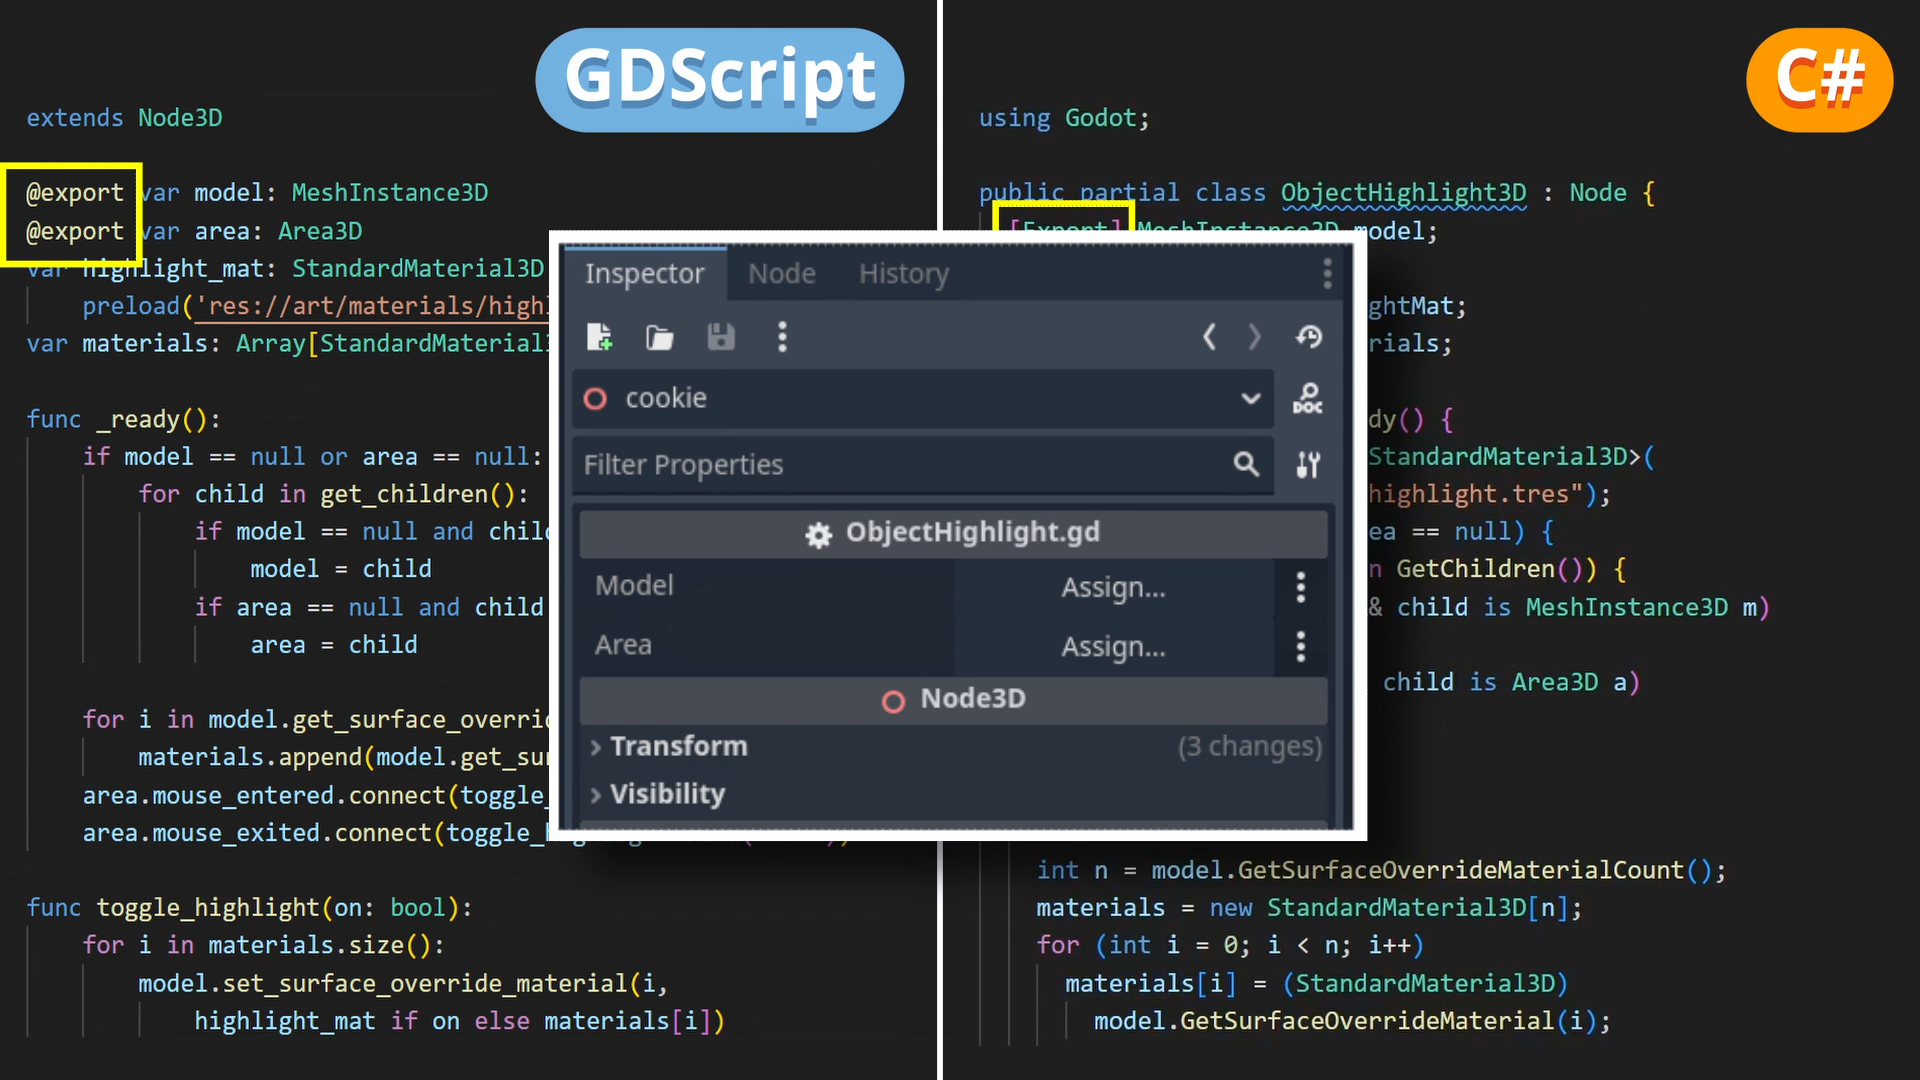 GDScript
extends Node3D
@export var model: MeshInstance3D
@export var area: Area3D
var highlight_mat: StandardMaterial3D
preload('res://art/materials/highl
var materials: Array[StandardMaterial3
func _ready():
if model == null or area == null:
for child in get_children():
if model == null and child
model = child
if area == null and child
area = child
for i in model.get_surface_overri
materials.append(model.get_su
area.mouse_entered.connect(toggle_
area.mouse_exited.connect(toggle_
func toggle_highlight(on: bool):
for i in materials.size():
model.set_surface_override_material(i,
highlight_mat if on else materials[i])
Inspector Node History
cookie
DOC
Filter Properties
ObjectHighlight.gd
Model Assign...
Area Assign...
Node3D
Transform (3 changes)
Visibility
C#
using Godot;
public partial class ObjectHighlight3D : Node {
[Export] MeshInstance3D model;
ghtMat;
rials;
dy() {
StandardMaterial3D>(
highlight.tres");
ea == null) {
n GetChildren()) {
& child is MeshInstance3D m)
child is Area3D a)
int n = model.GetSurfaceOverrideMaterialCount();
materials = new StandardMaterial3D[n];
for (int i = 0; i < n; i++)
materials[i] = (StandardMaterial3D)
model.GetSurfaceOverrideMaterial(i);